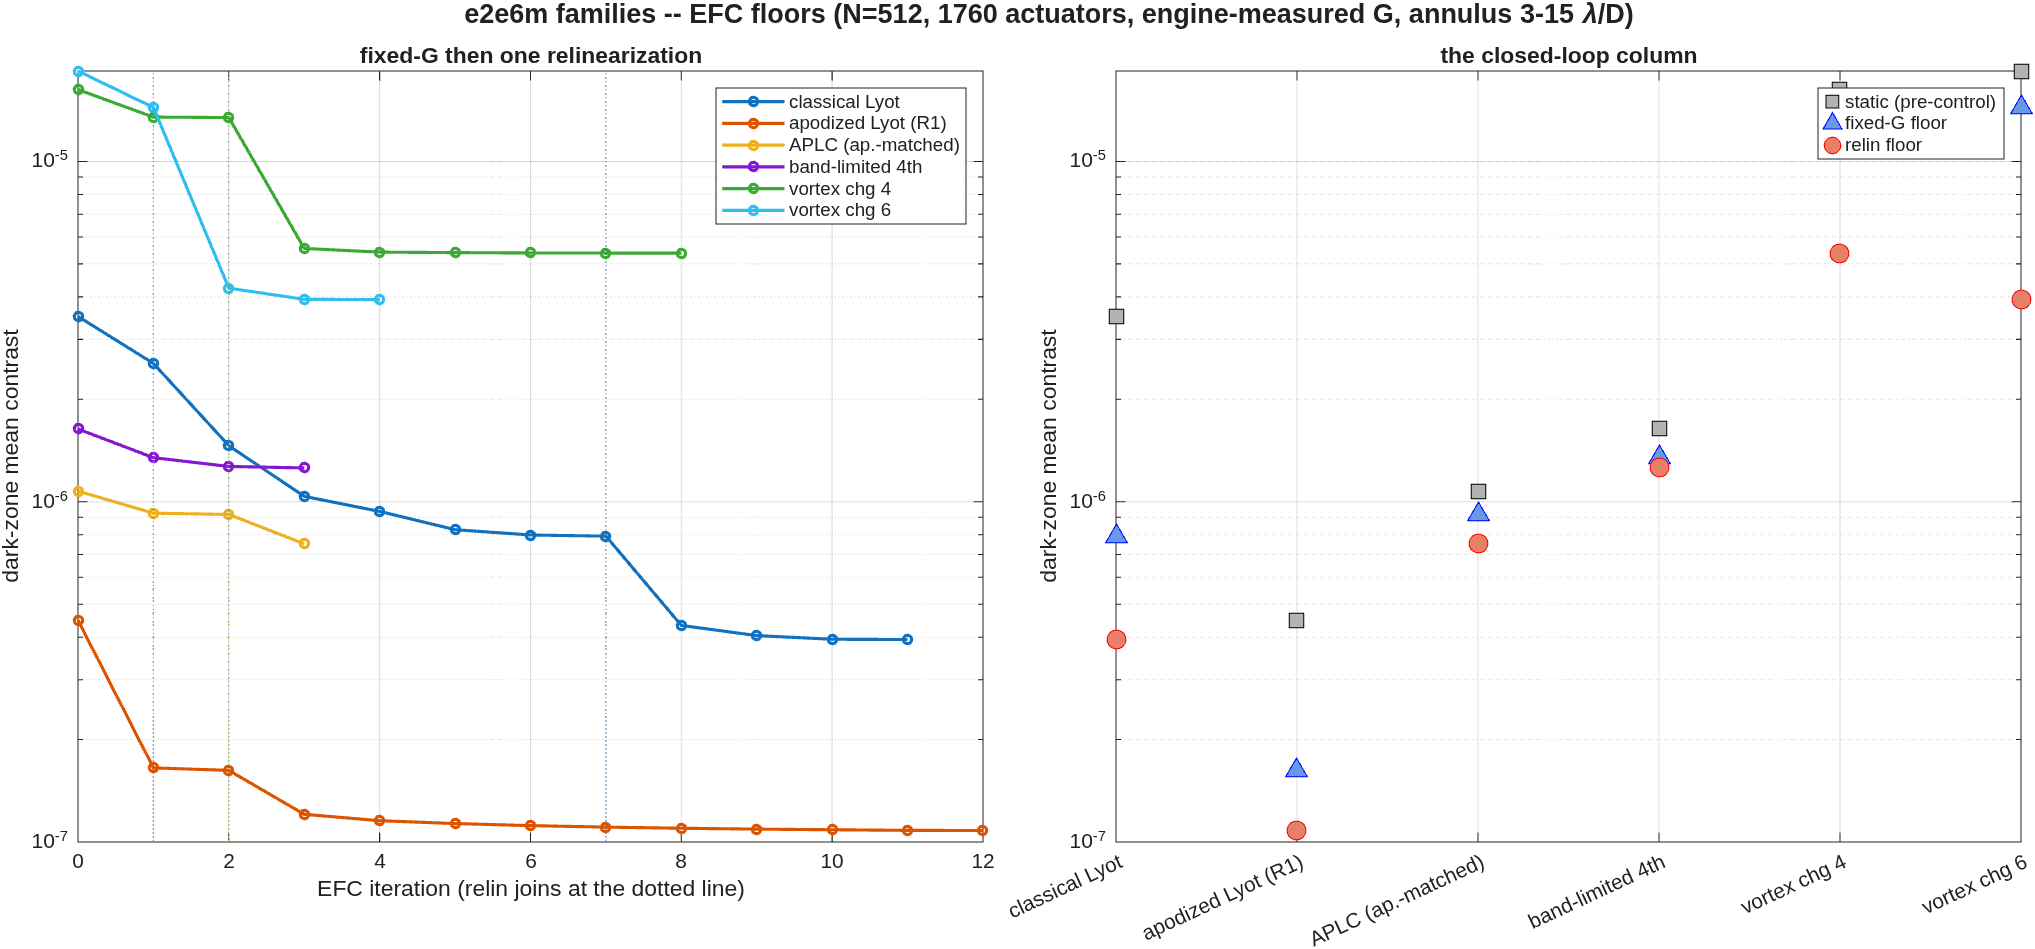 e2e6m families -- EFC floors (N=512, 1760 actuators, engine-measured G, annulus 3-15 λ/D)
fixed-G then one relinearization
dark-zone mean contrast
10^-5
10^-6
10^-7
0 2 4 6 8 10 12
EFC iteration (relin joins at the dotted line)
classical Lyot
apodized Lyot (R1)
APLC (ap.-matched)
band-limited 4th
vortex chg 4
vortex chg 6
the closed-loop column
dark-zone mean contrast
10^-5
10^-6
10^-7
static (pre-control)
fixed-G floor
relin floor
classical Lyot
apodized Lyot (R1)
APLC (ap.-matched)
band-limited 4th
vortex chg 4
vortex chg 6